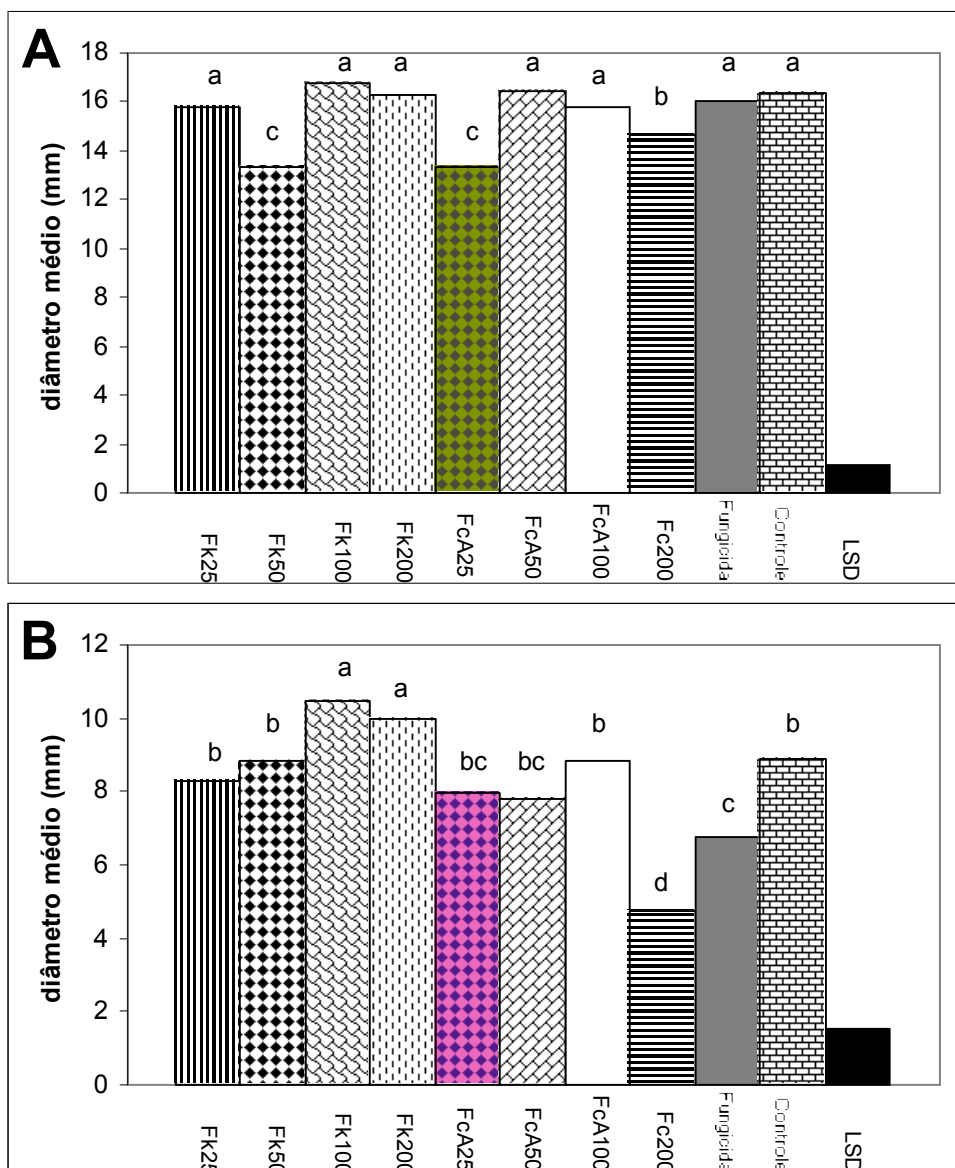 A
18
16
14
12
10
8
6
4
2
0
diâmetro médio (mm)
a
c
a
a
c
a
a
b
a
a
Fk25
Fk50
Fk100
Fk200
FcA25
FcA50
FcA100
Fc200
Fungicida
Controle
LSD
B
12
10
8
6
4
2
0
diâmetro médio (mm)
b
b
a
a
bc
bc
b
d
c
b
Fk25
Fk50
Fk100
Fk200
FcA25
FcA50
FcA100
Fc200
Fungicida
Controle
LSD